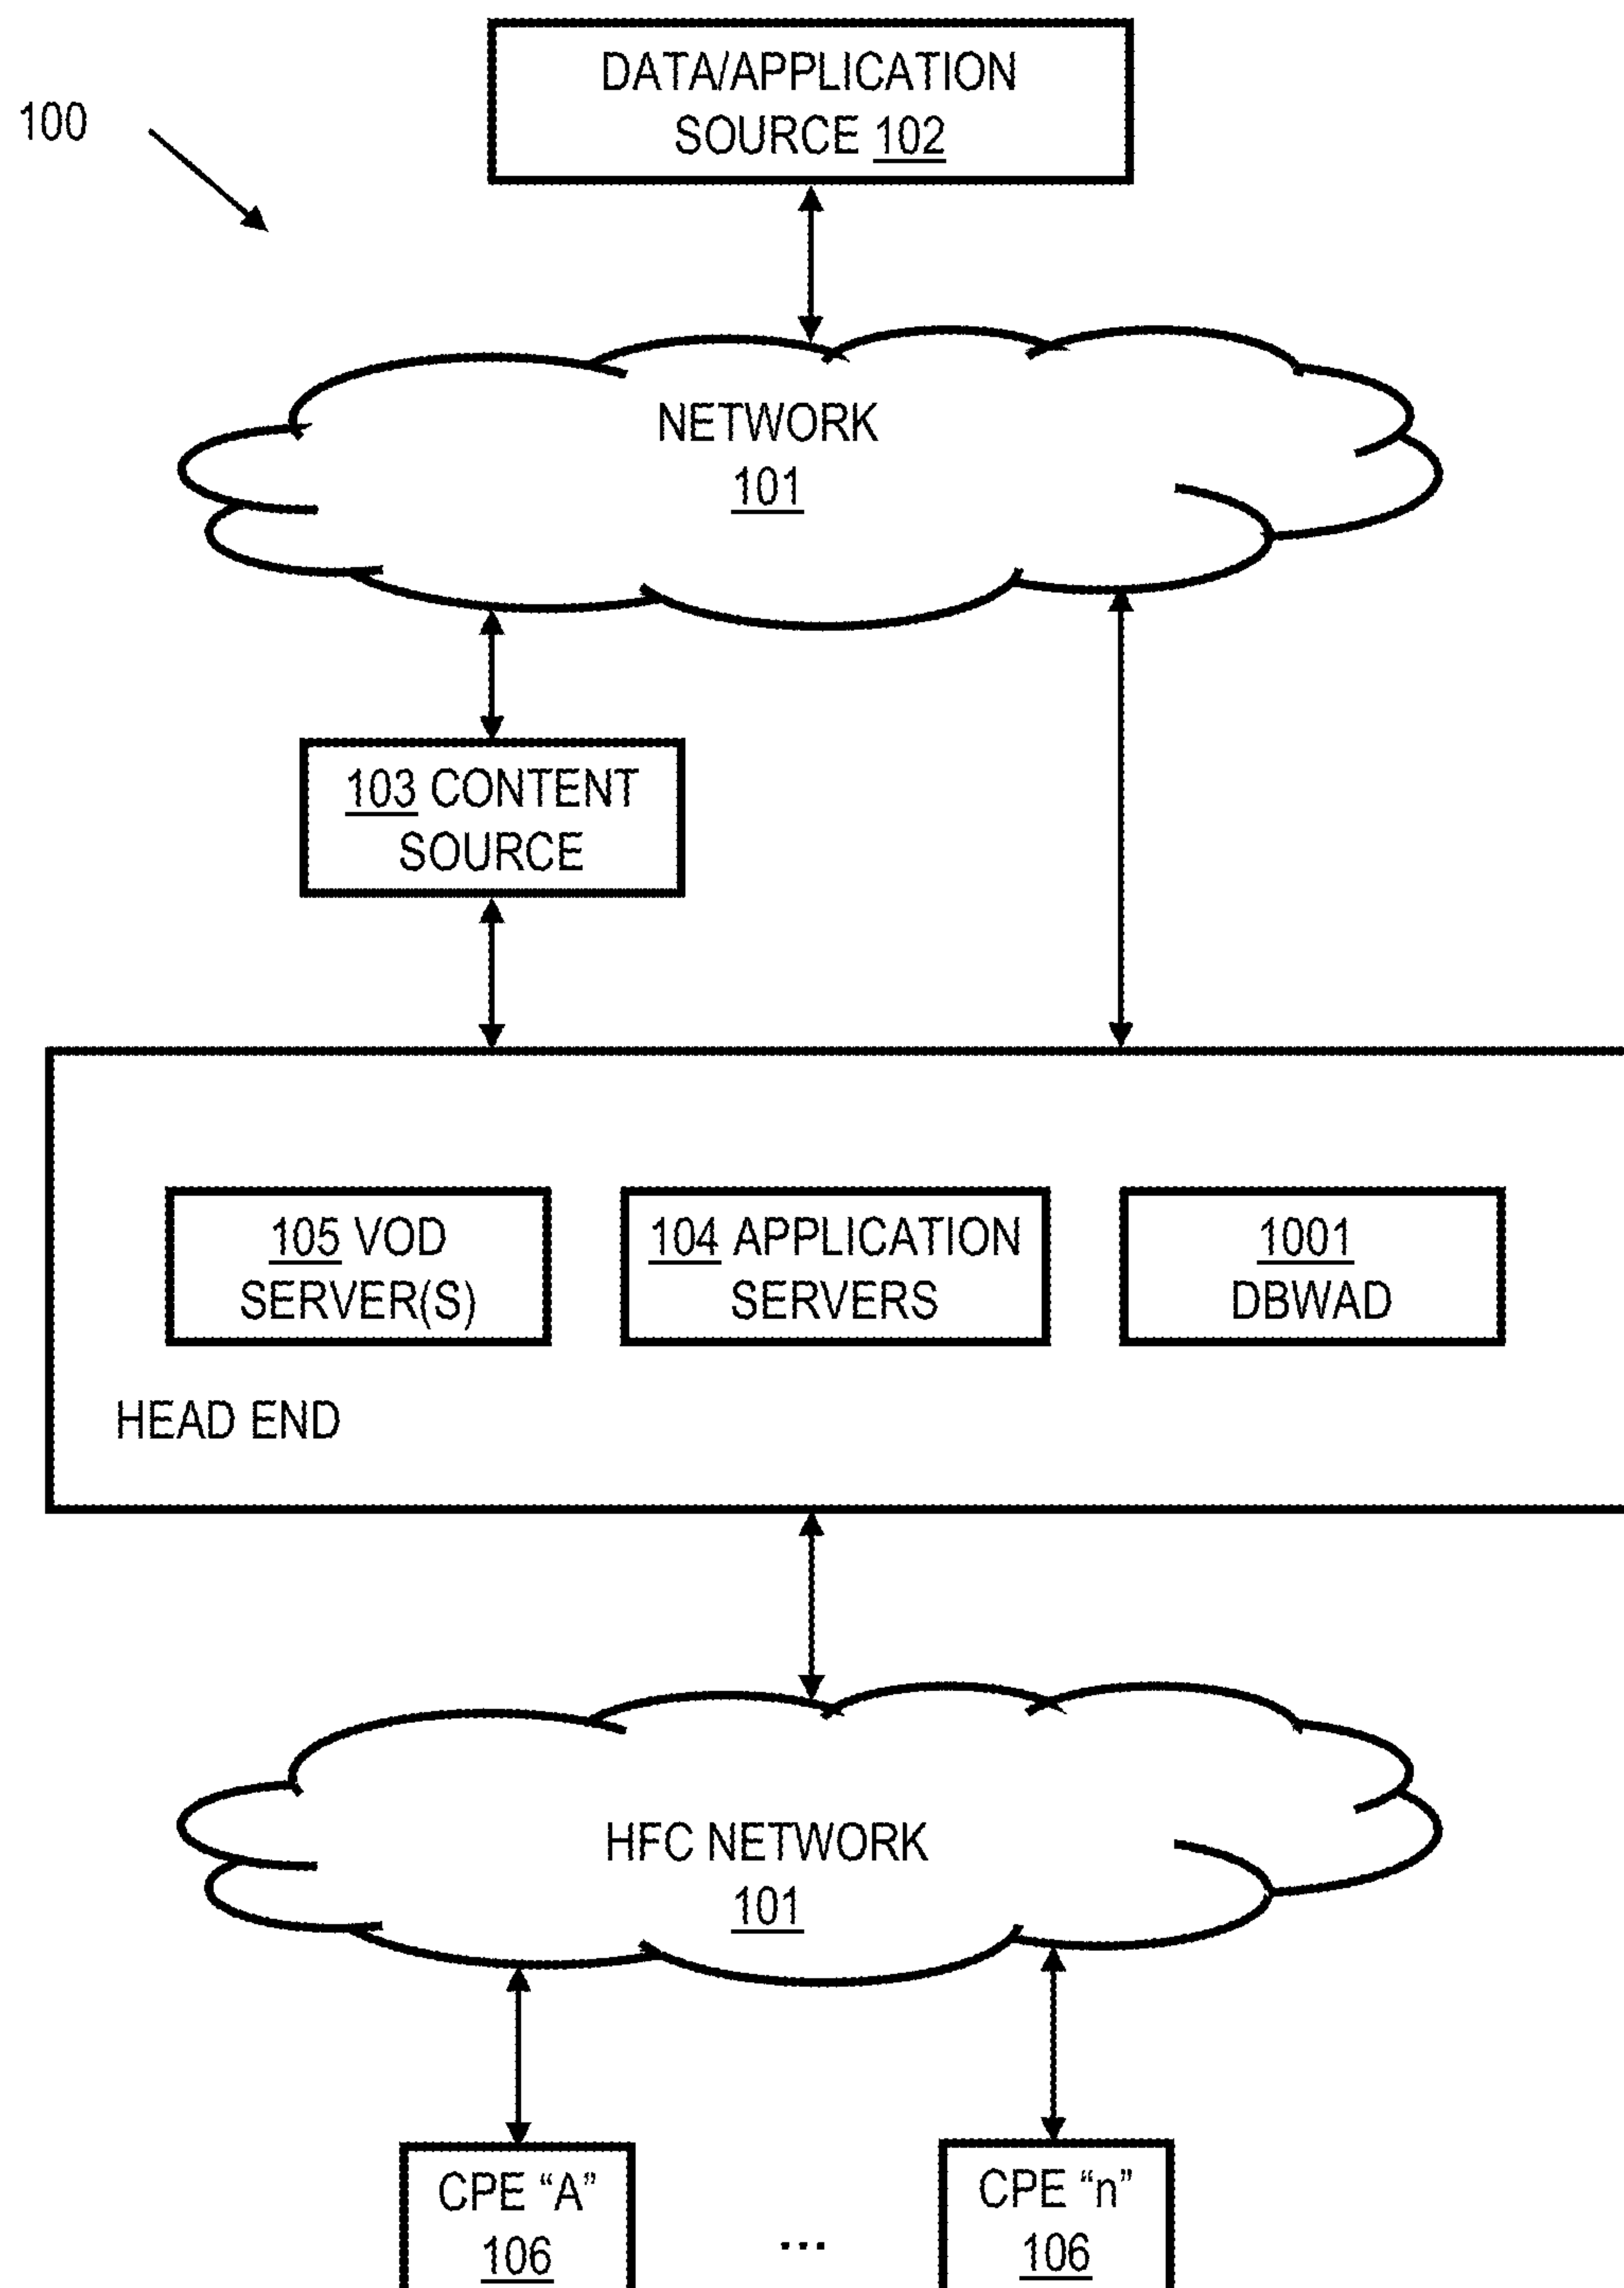 100
DATA/APPLICATION
SOURCE 102
NETWORK
101
103 CONTENT
SOURCE
105 VOD
SERVER(S)
104 APPLICATION
SERVERS
1001
DBWAD
HEAD END
HFC NETWORK
101
CPE “A”
106
...
CPE “n”
106